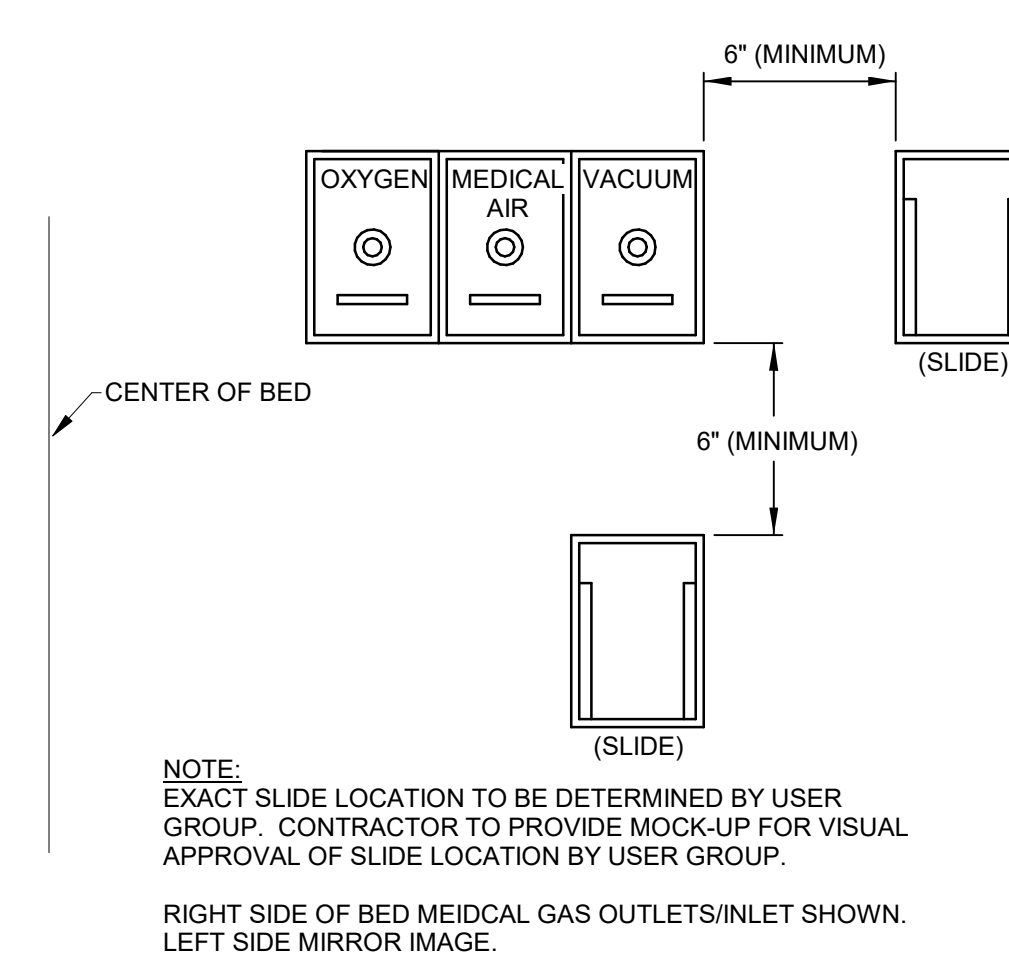 6" (MINIMUM)
OXYGEN
MEDICAL
AIR
VACUUM
(SLIDE)
CENTER OF BED
6" (MINIMUM)
(SLIDE)
NOTE:
EXACT SLIDE LOCATION TO BE DETERMINED BY USER
GROUP. CONTRACTOR TO PROVIDE MOCK-UP FOR VISUAL
APPROVAL OF SLIDE LOCATION BY USER GROUP.
RIGHT SIDE OF BED MEIDCAL GAS OUTLETS/INLET SHOWN.
LEFT SIDE MIRROR IMAGE.